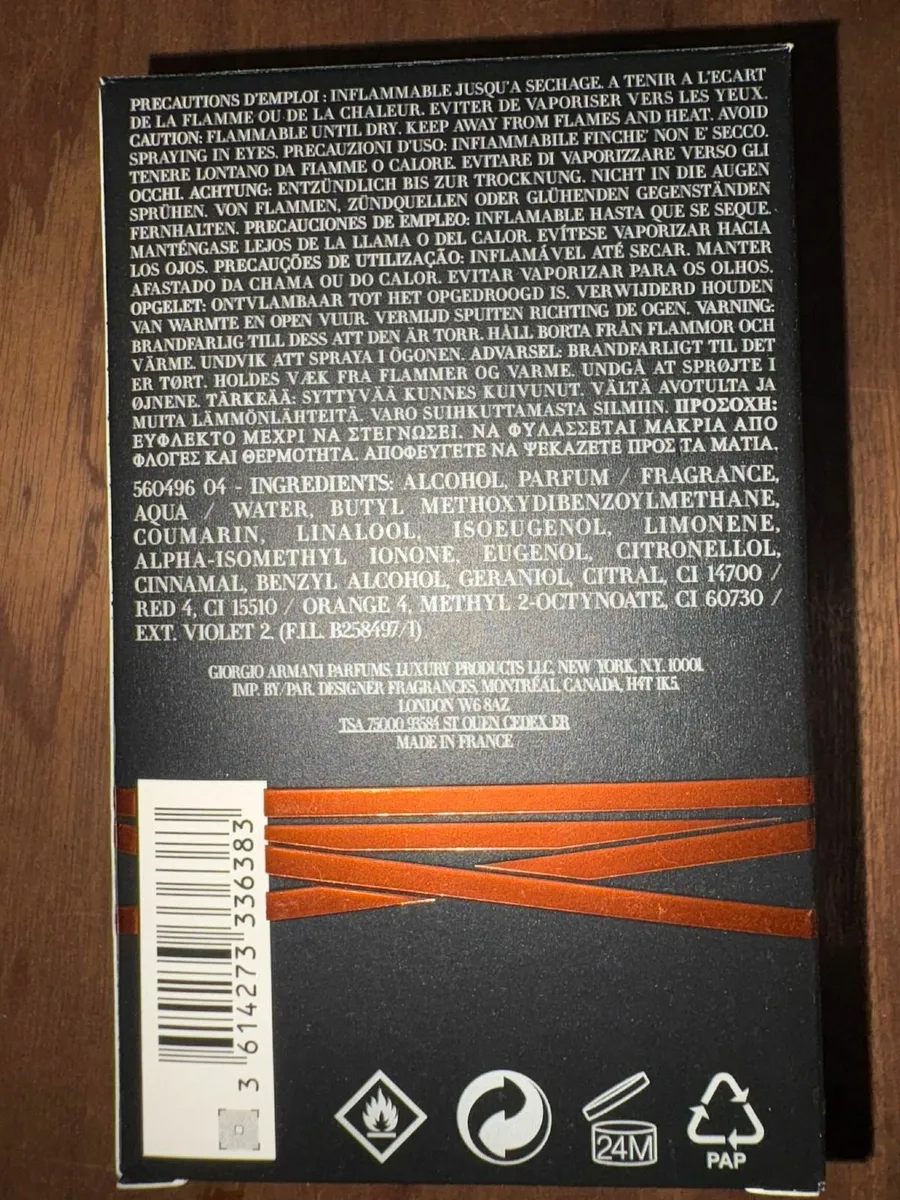 PRECAUTIONS D'EMPLOI : INFLAMMABLE JUSQU'A SECHAGE. A TENIR A L'ECART
DE LA FLAMME OU DE LA CHALEUR. EVITER DE VAPORISER VERS LES YEUX.
CAUTION: FLAMMABLE UNTIL DRY. KEEP AWAY FROM FLAMES AND HEAT. AVOID
SPRAYING IN EYES. PRECAUZIONI D'USO: INFIAMMABILE FINCHE' NON E' SECCO.
TENERE LONTANO DA FIAMME O CALORE. EVITARE DI VAPORIZZARE VERSO GLI
OCCHI. ACHTUNG: ENTZÜNDLICH BIS ZUR TROCKNUNG. NICHT IN DIE AUGEN
SPRÜHEN. VON FLAMMEN, ZÜNDQUELLEN ODER GLÜHENDEN GEGENSTÄNDEN
FERNHALTEN. PRECAUCIONES DE EMPLEO: INFLAMABLE HASTA QUE SE SEQUE.
MANTÉNGASE LEJOS DE LA LLAMA O DEL CALOR. EVÍTESE VAPORIZAR HACIA
LOS OJOS. PRECAUÇÕES DE UTILIZAÇÃO: INFLAMÁVEL ATÉ SECAR. MANTER
AFASTADO DA CHAMA OU DO CALOR. EVITAR VAPORIZAR PARA OS OLHOS.
OPGELET: ONTVLAMBAAR TOT HET OPGEDROOGD IS. VERWIJDERD HOUDEN
VAN WARMTE EN OPEN VUUR. VERMIJD SPUITEN RICHTING DE OGEN. VARNING:
BRANDFARLIG TILL DESS ATT DEN ÄR TORR. HÅLL BORTA FRÅN FLAMMOR OCH
VÄRME. UNDVIK ATT SPRAYA I ÖGONEN. ADVARSEL: BRANDFARLIGT TIL DET
ER TØRT. HOLDES VÆK FRA FLAMMER OG VARME. UNDGÅ AT SPRØJTE I
ØJNENE. TÄRKEÄÄ: SYTTYVÄÄ KUNNES KUIVUNUT. VÄLTÄ AVOTULTA JA
MUITA LÄMMÖNLÄHTEITÄ. VARO SUIHKUTTAMASTA SILMIIN. ΠΡΟΣΟΧΗ:
ΕΥΦΛΕΚΤΟ ΜΕΧΡΙ ΝΑ ΣΤΕΓΝΩΣΕΙ. ΝΑ ΦΥΛΑΣΣΕΤΑΙ ΜΑΚΡΙΑ ΑΠΟ
ΦΛΟΓΕΣ ΚΑΙ ΘΕΡΜΟΤΗΤΑ. ΑΠΟΦΕΥΓΕΤΕ ΝΑ ΨΕΚΑΖΕΤΕ ΠΡΟΣ ΤΑ ΜΑΤΙΑ.
560496 04 - INGREDIENTS: ALCOHOL, PARFUM / FRAGRANCE,
AQUA / WATER, BUTYL METHOXYDIBENZOYLMETHANE,
COUMARIN, LINALOOL, ISOEUGENOL, LIMONENE,
ALPHA-ISOMETHYL IONONE, EUGENOL, CITRONELLOL,
CINNAMAL, BENZYL ALCOHOL, GERANIOL, CITRAL, CI 14700 /
RED 4, CI 15510 / ORANGE 4, METHYL 2-OCTYNOATE, CI 60730 /
EXT. VIOLET 2. (F.I.L. B258497/1)
GIORGIO ARMANI PARFUMS, LUXURY PRODUCTS LLC, NEW YORK, N.Y. 10001.
IMP. BY/PAR. DESIGNER FRAGRANCES, MONTRÉAL, CANADA, H4T 1K5.
LONDON W6 8AZ
TSA 75000 93584 ST OUEN CEDEX FR
MADE IN FRANCE
3 614273 336383
24M
PAP